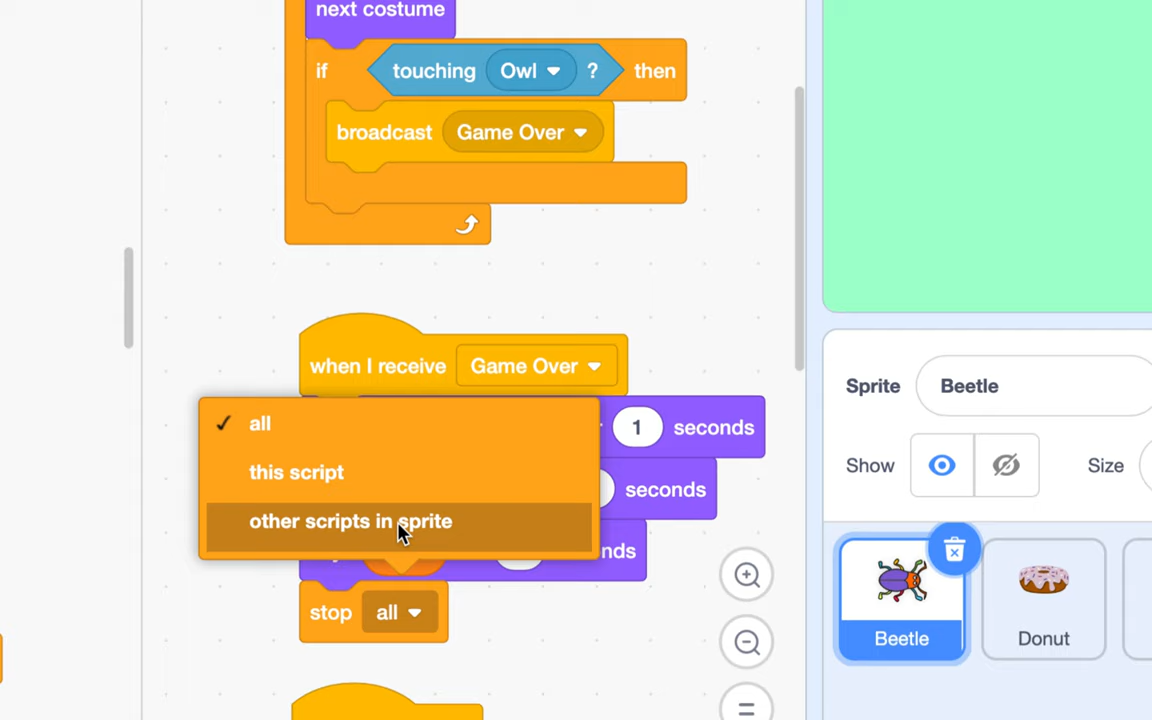 next costume
if touching Owl ? then
broadcast Game Over
when I receive Game Over
1 seconds
seconds
nds
all
this script
other scripts in sprite
stop all
Sprite Beetle
Show Size
Beetle
Donut